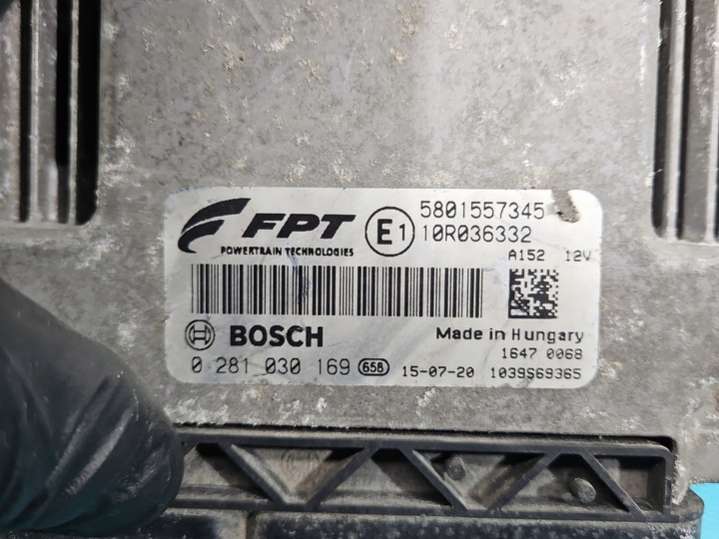 FPT
POWERTRAIN TECHNOLOGIES
E1
5801557345
10R036332
A152 12V
BOSCH
Made in Hungary
1647 0068
0 281 030 169 658 15-07-20 1039S69365